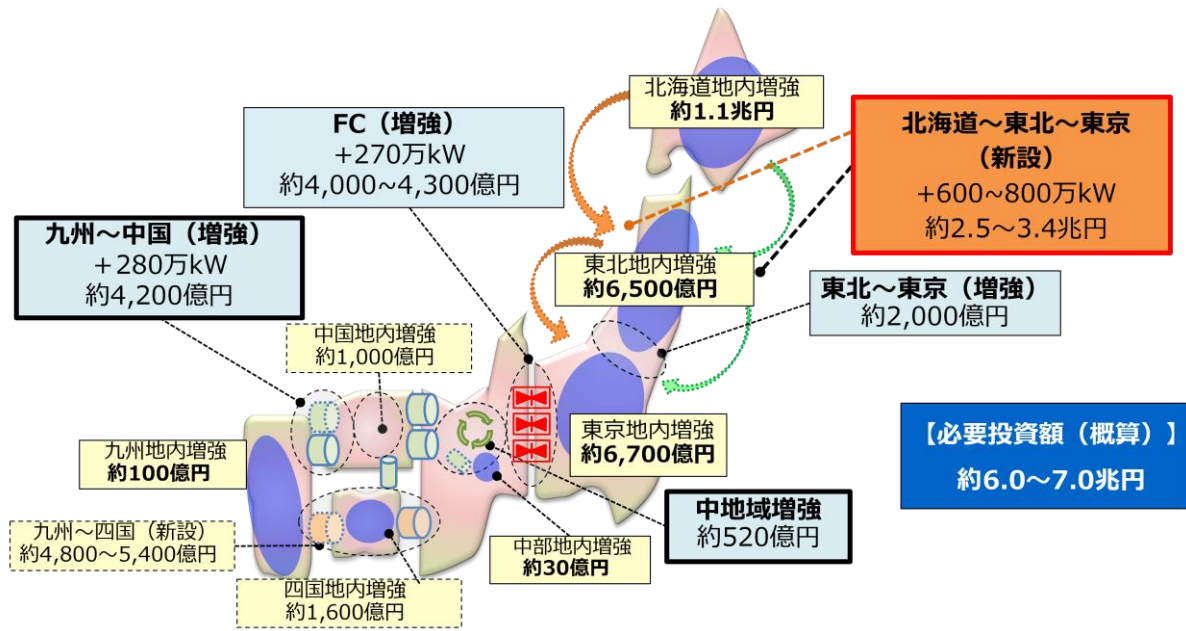 北海道地内増強
約1.1兆円
FC（増強）
+270万kW
約4,000~4,300億円
北海道～東北～東京
（新設）
+600~800万kW
約2.5～3.4兆円
九州～中国（増強）
+280万kW
約4,200億円
東北地内増強
約6,500億円
東北～東京（増強）
約2,000億円
中国地内増強
約1,000億円
九州地内増強
約100億円
東京地内増強
約6,700億円
【必要投資額（概算）】
約6.0～7.0兆円
中地域増強
約520億円
九州～四国（新設）
約4,800～5,400億円
中部地内増強
約30億円
四国地内増強
約1,600億円